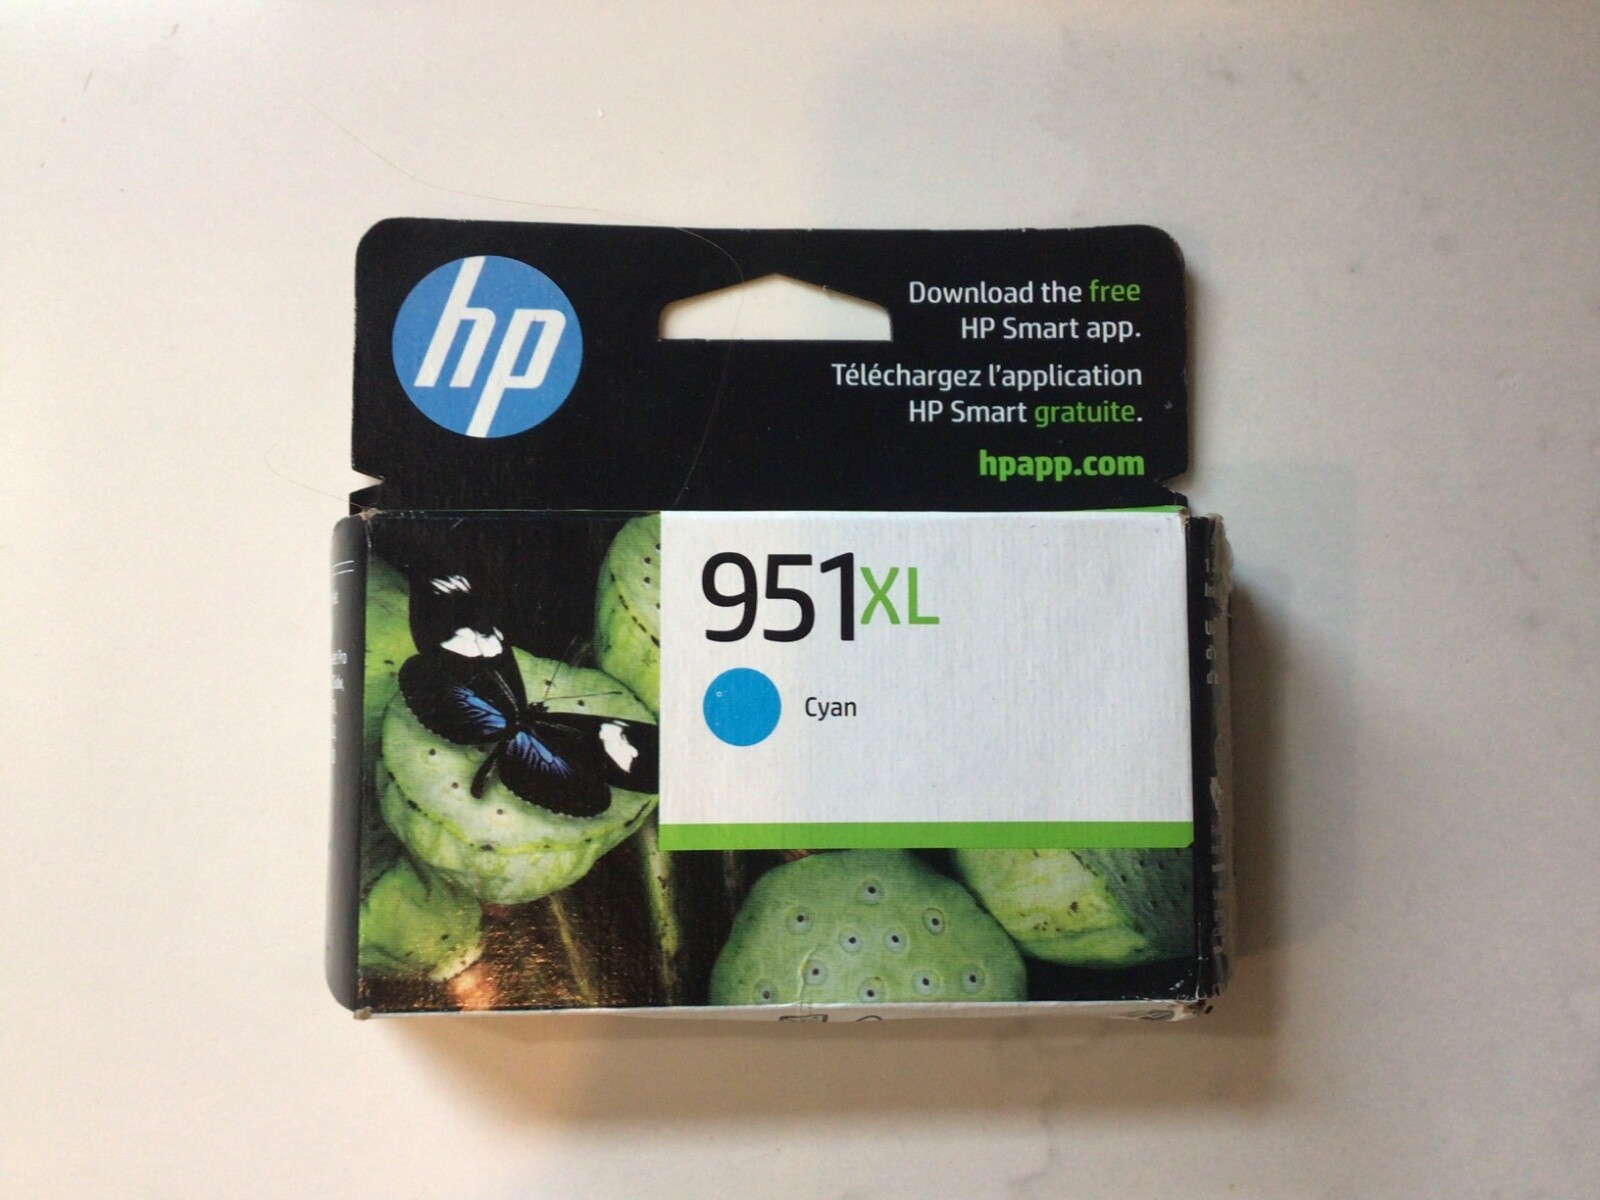 hp
Download the free
HP Smart app.
Téléchargez l'application
HP Smart gratuite.
hpapp.com
951XL
Cyan